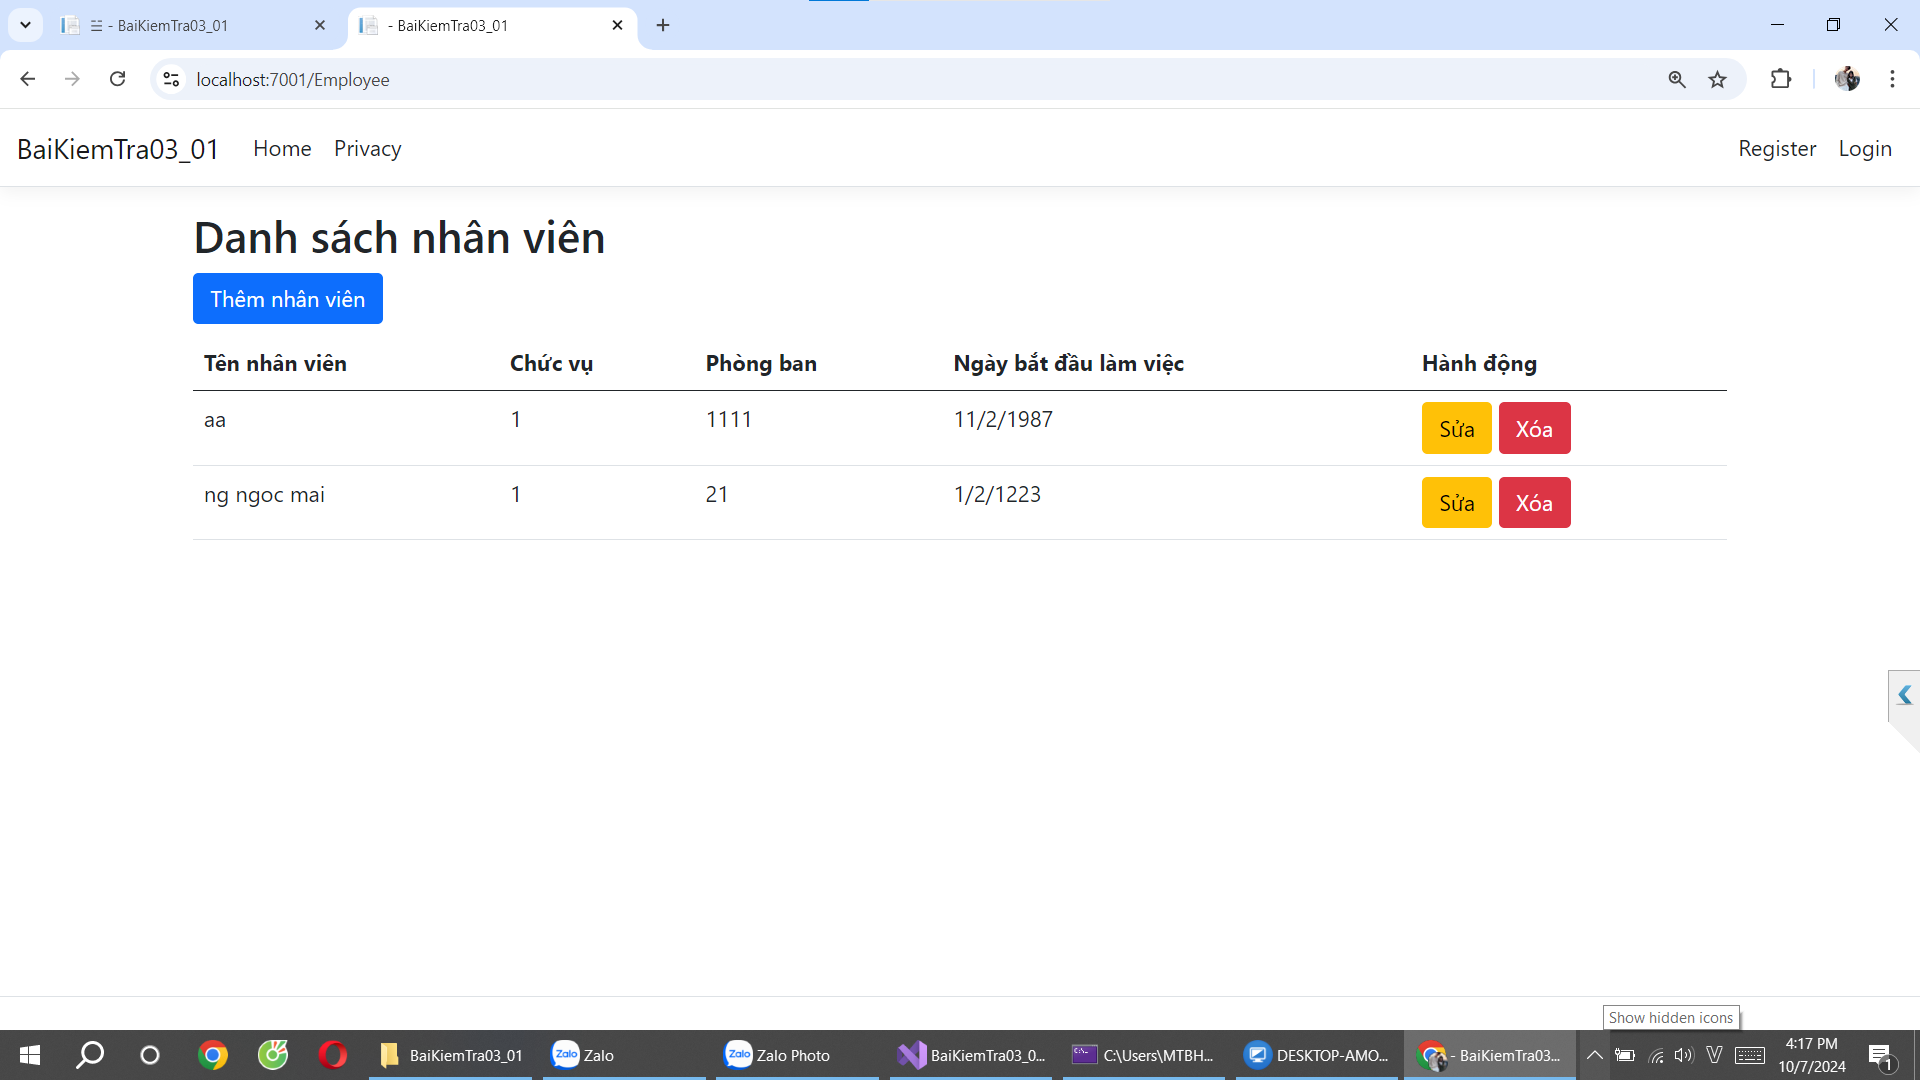 ☰ - BaiKiemTra03_01
- BaiKiemTra03_01
localhost:7001/Employee
BaiKiemTra03_01 Home Privacy Register Login
Danh sách nhân viên
Thêm nhân viên
Tên nhân viên Chức vụ Phòng ban Ngày bắt đầu làm việc Hành động
aa 1 1111 11/2/1987 Sửa Xóa
ng ngoc mai 1 21 1/2/1223 Sửa Xóa
Show hidden icons
BaiKiemTra03_01 Zalo Zalo Zalo Zalo Photo BaiKiemTra03_0... C:\Users\MTBH... DESKTOP-AMO... - BaiKiemTra03...
4:17 PM
10/7/2024
1